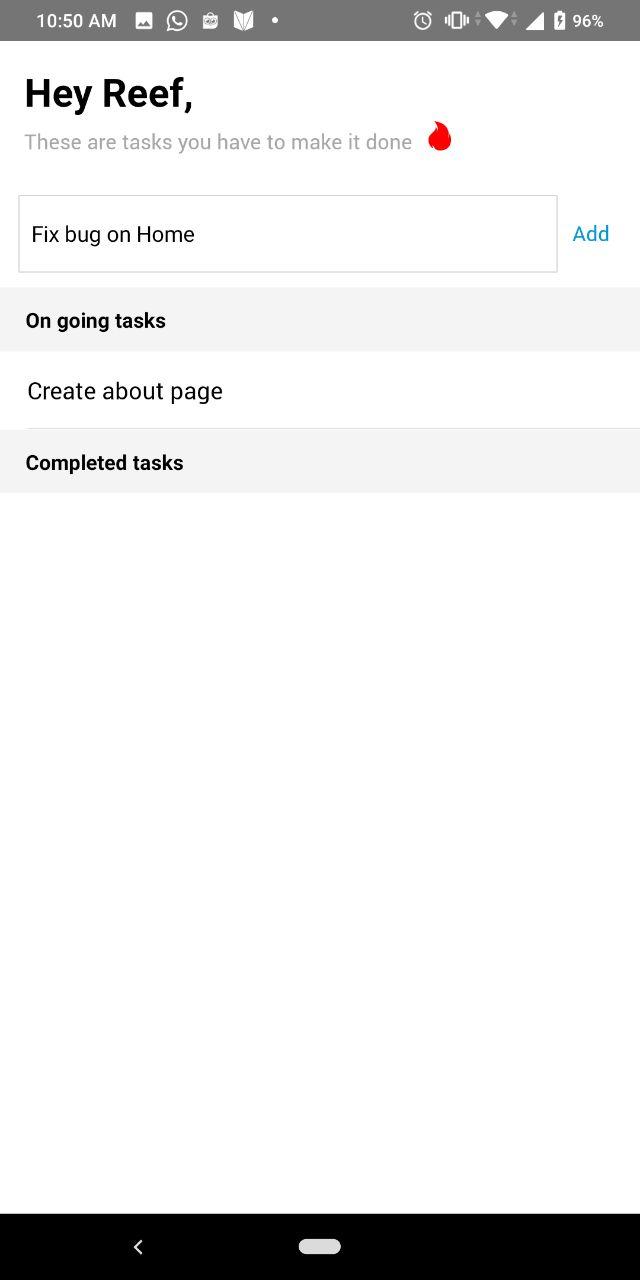 10:50 AM
96%
Hey Reef,
These are tasks you have to make it done
Fix bug on Home
Add
On going tasks
Create about page
Completed tasks